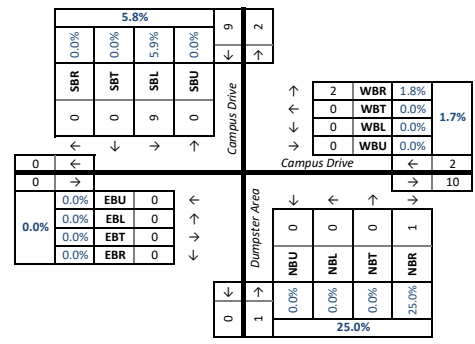 5.8%
9 2
0.0% 0.0% 5.9% 0.0%
↓ ↑
SBR SBT SBL SBU
Campus Drive
0 0 9 0
← ↓ → ↑
↑ 2 WBR 1.8%
← 0 WBT 0.0%
1.7%
↓ 0 WBL 0.0%
→ 0 WBU 0.0%
0 ←
Campus Drive
← 2
0 →
→ 10
0.0%
0.0% EBU 0 ←
0.0% EBL 0 ↑
0.0% EBT 0 →
0.0% EBR 0 ↓
Dumpster Area
↓ ← ↑ →
0 0 0 1
NBU NBL NBT NBR
↓ ↑
0.0% 0.0% 0.0% 25.0%
0 1
25.0%